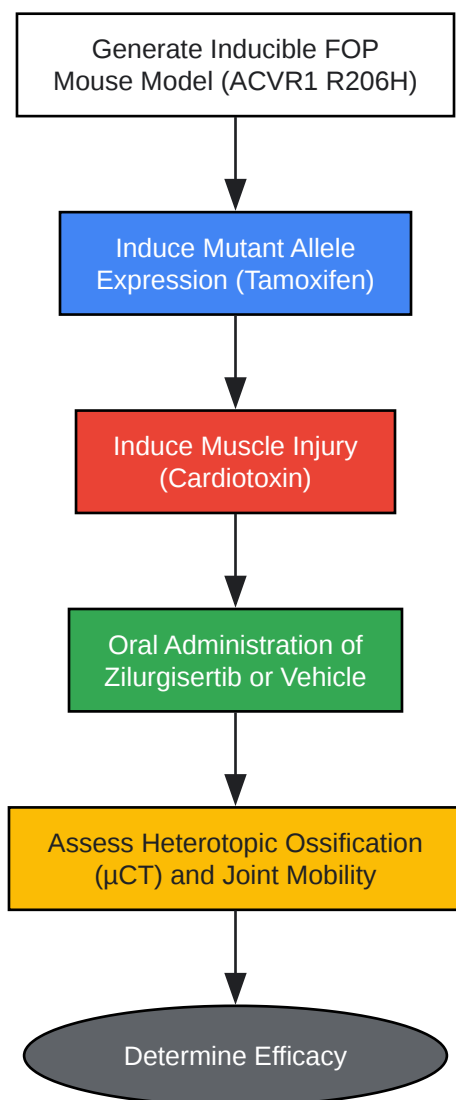 Generate Inducible FOP
Mouse Model (ACVR1 R206H)
Induce Mutant Allele
Expression (Tamoxifen)
Induce Muscle Injury
(Cardiotoxin)
Oral Administration of
Zilurgisertib or Vehicle
Assess Heterotopic Ossification
(µCT) and Joint Mobility
Determine Efficacy